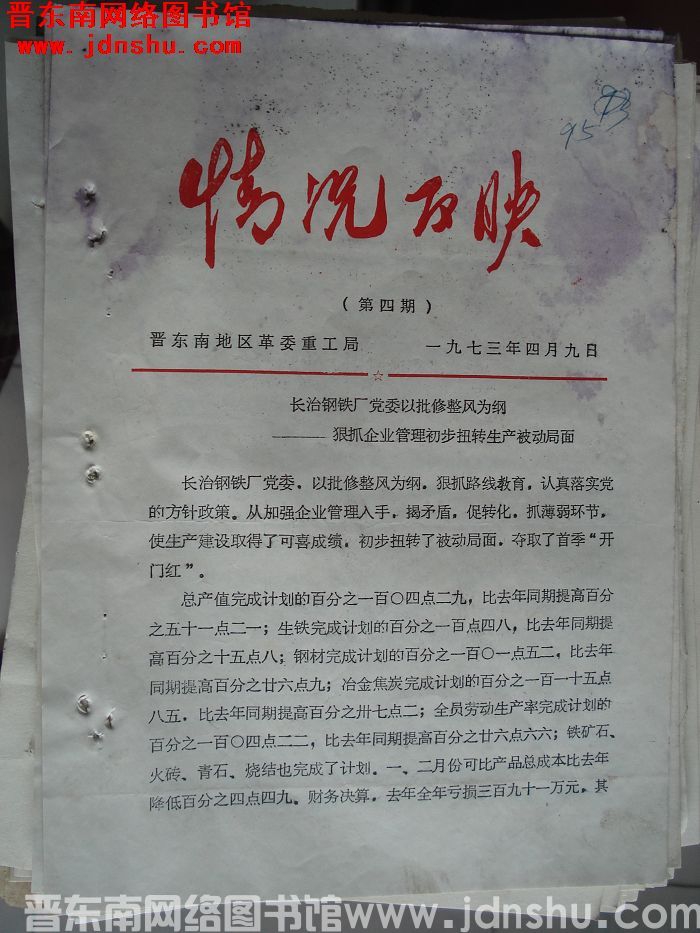 晋东南网络图书馆
www.jdnshu.com
95
情况反映
(第四期)
晋东南地区革委重工局 一九七三年四月九日
长治钢铁厂党委以批修整风为纲
——狠抓企业管理初步扭转生产被动局面
长治钢铁厂党委，以批修整风为纲，狠抓路线教育，认真落实党
的方针政策。从加强企业管理入手，揭矛盾，促转化，抓薄弱环节，
使生产建设取得了可喜成绩，初步扭转了被动局面，夺取了首季“开
门红”。
总产值完成计划的百分之一百〇四点二九，比去年同期提高百分
之五十一点二一；生铁完成计划的百分之一百点四八，比去年同期提
高百分之十五点八；钢材完成计划的百分之一百〇一点五二，比去年
同期提高百分之廿六点九；冶金焦炭完成计划的百分之一百一十五点
八五，比去年同期提高百分之卅七点二；全员劳动生产率完成计划的
百分之一百〇四点二二，比去年同期提高百分之廿六点六六；铁矿石、
火砖、青石、烧结也完成了计划。一、二月份可比产品总成本比去年
降低百分之四点四九。财务决算，去年全年亏损三百九十一万元，其
晋东南网络图书馆www.jdnshu.com